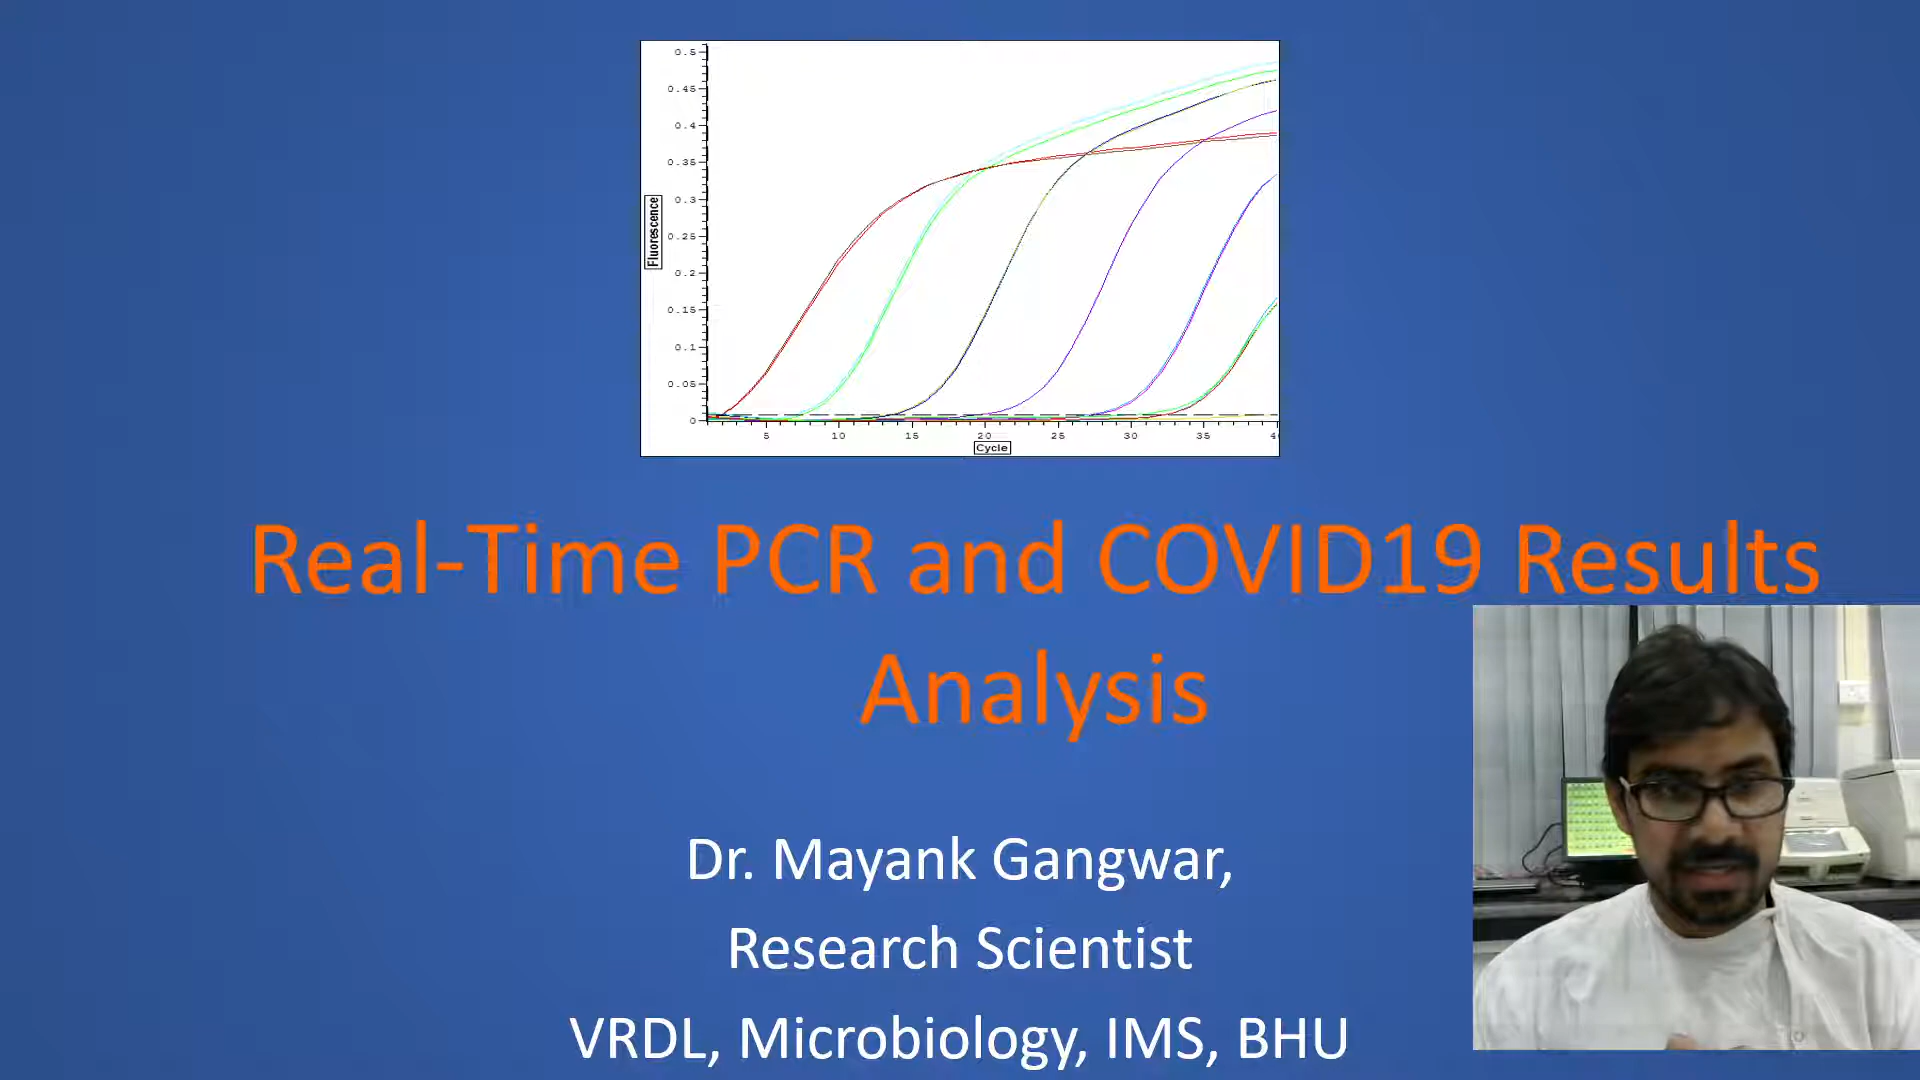 0.5
0.45
0.4
0.35
0.3
0.25
0.2
0.15
0.1
0.05
0
Fluorescence
5 10 15 20 25 30 35
Cycle
Real-Time PCR and COVID19 Results
Analysis
Dr. Mayank Gangwar,
Research Scientist
VRDL, Microbiology, IMS, BHU